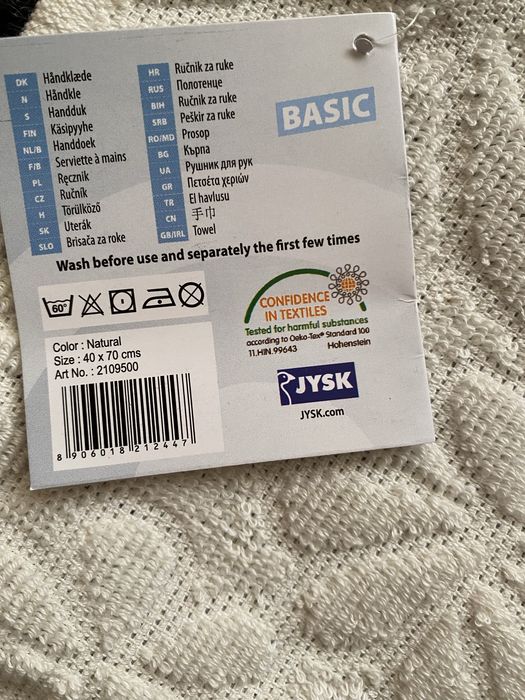 DK Håndklæde
N Håndkle
S Handduk
FIN Käsipyyhe
NL/B Handdoek
F/B Serviette à mains
PL Ręcznik
CZ Ručník
H Törülköző
SK Uterák
SLO Brisača za roke
HR Ručnik za ruke
RUS Полотенце
BIH Ručnik za ruke
SRB Peškir za ruke
RO/MD Prosop
BG Кърпа
UA Рушник для рук
GR Πετσέτα χεριών
TR El havlusu
CN 手巾
GB/IRL Towel
BASIC
Wash before use and separately the first few times
60°
CONFIDENCE
IN TEXTILES
Tested for harmful substances
according to Oeko-Tex® Standard 100
11.HIN.99643 Hohenstein
Color : Natural
Size : 40 x 70 cms
Art No. : 2109500
8 906018 212447
JYSK
JYSK.com